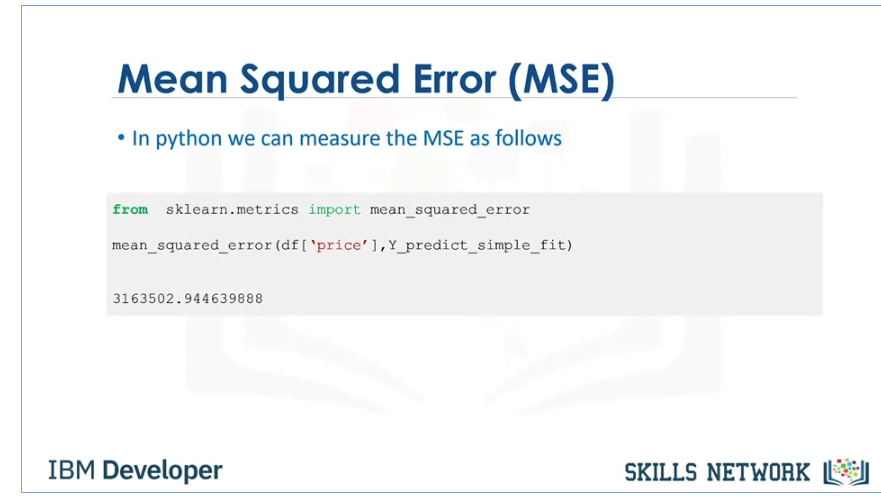 Mean Squared Error (MSE)
• In python we can measure the MSE as follows
from sklearn.metrics import mean_squared_error
mean_squared_error(df[‘price’],Y_predict_simple_fit)
3163502.944639888
IBM Developer
SKILLS NETWORK